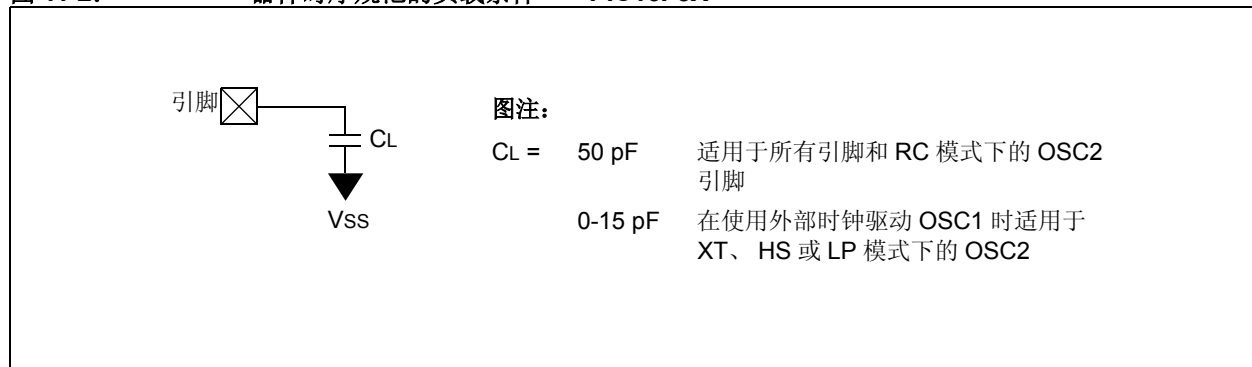 引脚
CL
VSS
图注：
CL = 50 pF 适用于所有引脚和 RC 模式下的 OSC2
引脚
0-15 pF 在使用外部时钟驱动 OSC1 时适用于
XT、 HS 或 LP 模式下的 OSC2